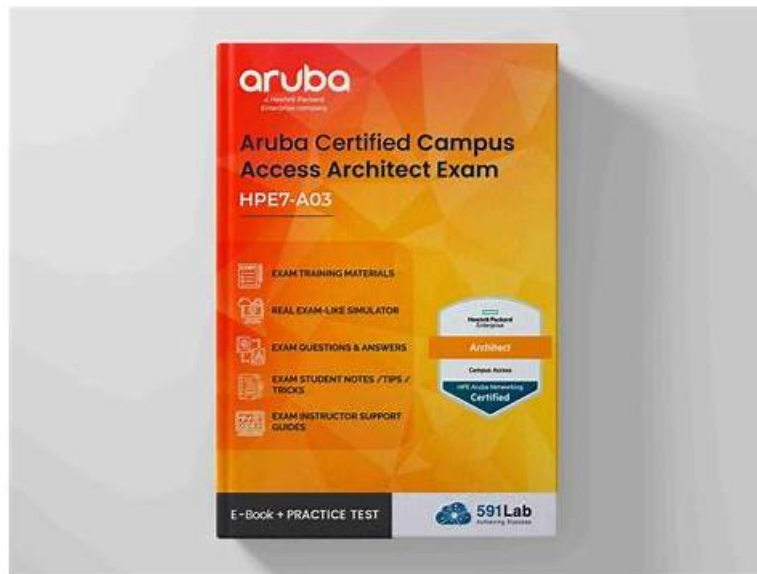 aruba
a Hewlett Packard
Enterprise company
Aruba Certified Campus
Access Architect Exam
HPE7-A03
EXAM TRAINING MATERIALS
REAL EXAM-LIKE SIMULATOR
EXAM QUESTIONS & ANSWERS
EXAM STUDENT NOTES /TIPS /
TRICKS
EXAM INSTRUCTOR SUPPORT
GUIDES
Hewlett Packard
Enterprise
Architect
Campus Access
HPE Aruba Networking
Certified
E-Book + PRACTICE TEST
591Lab
Achieving Success